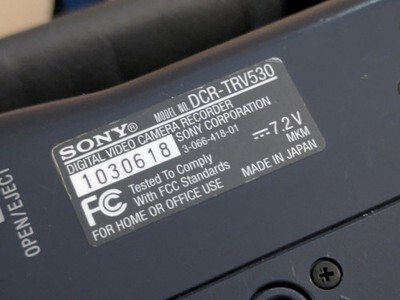 SONY® MODEL NO. DCR-TRV530
DIGITAL VIDEO CAMERA RECORDER
SONY CORPORATION
1030618 3-066-418-01
⎓7.2V
MKM
FC Tested To Comply
With FCC Standards
FOR HOME OR OFFICE USE
MADE IN JAPAN
OPEN/EJECT